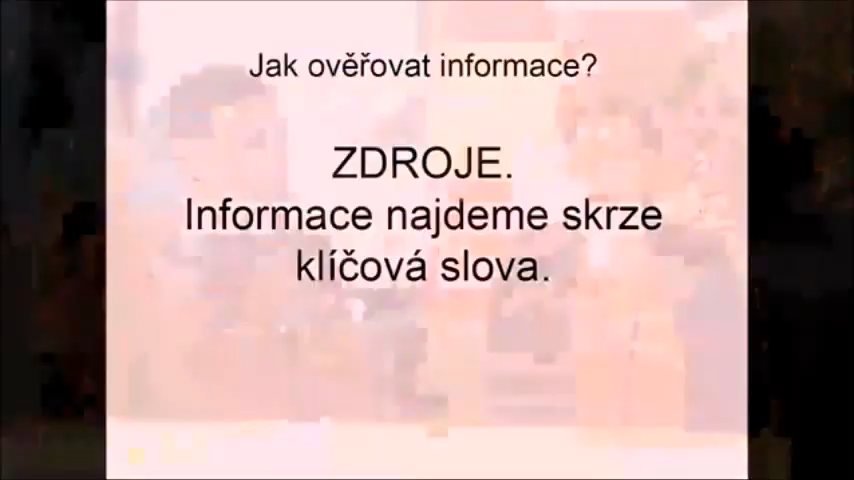 Jak ověřovat informace?
ZDROJE.
Informace najdeme skrze
klíčová slova.